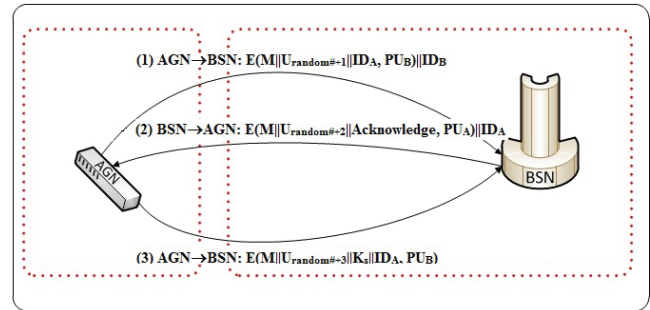 (1) AGN→BSN: E(M||Urandom#+1||IDA, PUB)||IDB
(2) BSN→AGN: E(M||Urandom#+2||Acknowledge, PUA)||IDA
AGN
BSN
(3) AGN→BSN: E(M||Urandom#+3||Ks||IDA, PUB)